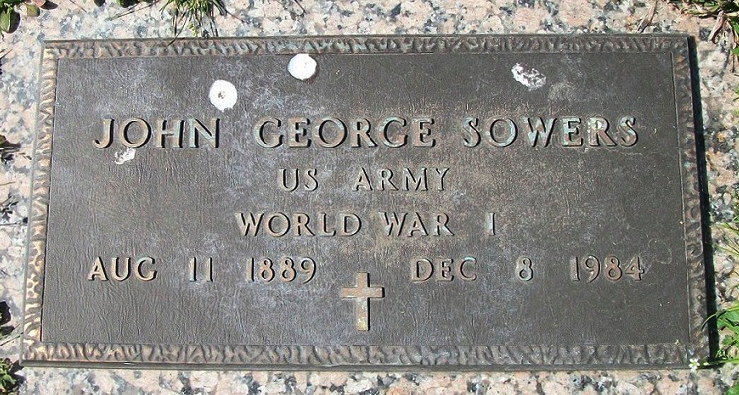 JOHN GEORGE SOWERS
US ARMY
WORLD WAR I
AUG 11 1889 DEC 8 1984